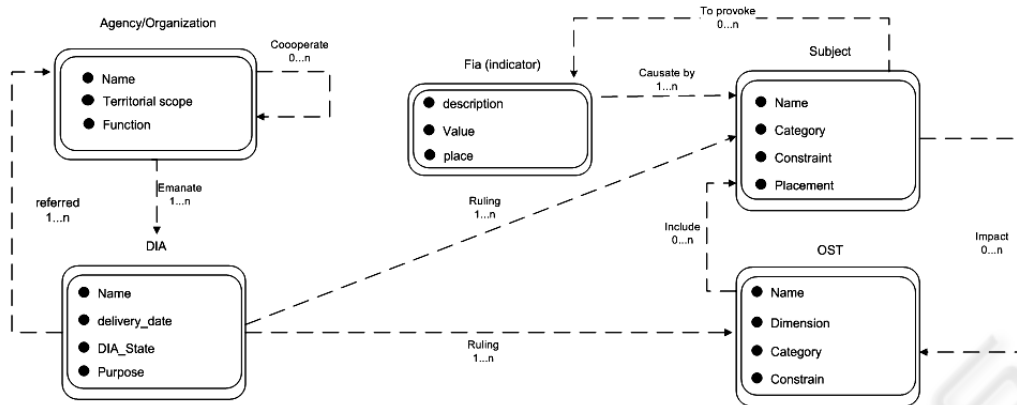 Agency/Organization
Coooperate
0...n
Name
Territorial scope
Function
referred
1...n
Emanate
1...n
DIA
Name
delivery_date
DIA_State
Purpose
To provoke
0...n
Fia (indicator)
description
Value
place
Causate by
1...n
Subject
Name
Category
Constraint
Placement
Ruling
1...n
Include
0...n
Impact
0...n
OST
Name
Dimension
Category
Constrain
Ruling
1...n